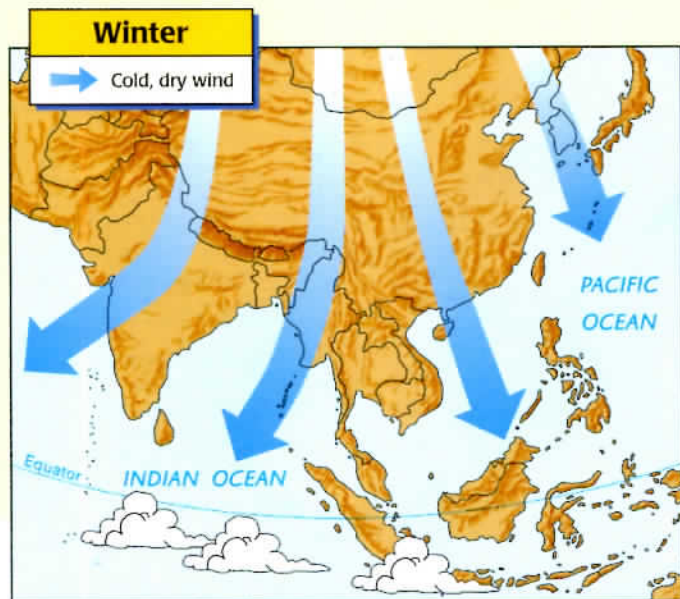 Winter
Cold, dry wind
PACIFIC
OCEAN
Equator
INDIAN OCEAN